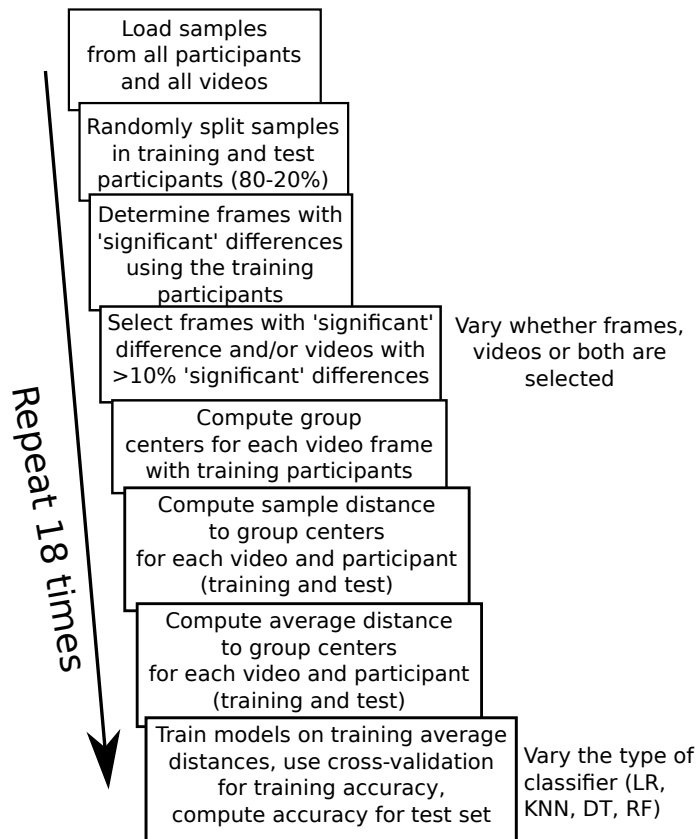 Load samples
from all participants
and all videos
Randomly split samples
in training and test
participants (80-20%)
Determine frames with
'significant' differences
using the training
participants
Select frames with 'significant'
difference and/or videos with
>10% 'significant' differences
Vary whether frames,
videos or both are
selected
Compute group
centers for each video frame
with training participants
Compute sample distance
to group centers
for each video and participant
(training and test)
Compute average distance
to group centers
for each video and participant
(training and test)
Train models on training average
distances, use cross-validation
for training accuracy,
compute accuracy for test set
Vary the type of
classifier (LR,
KNN, DT, RF)
Repeat 18 times